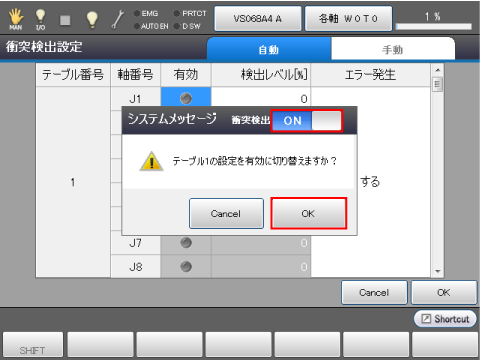 MAN I/O EMG AUTO EN PRTCT D SW VS068A4 A 各軸 W 0 T 0 1 %
衝突検出設定 自動 手動
テーブル番号 軸番号 有効 検出レベル[%] エラー発生
J1 0
システムメッセージ 衝突検出 ON
テーブル1の設定を有効に切り替えますか？
1 する
Cancel OK
J7 0
J8 0
Cancel OK
Shortcut
SHIFT